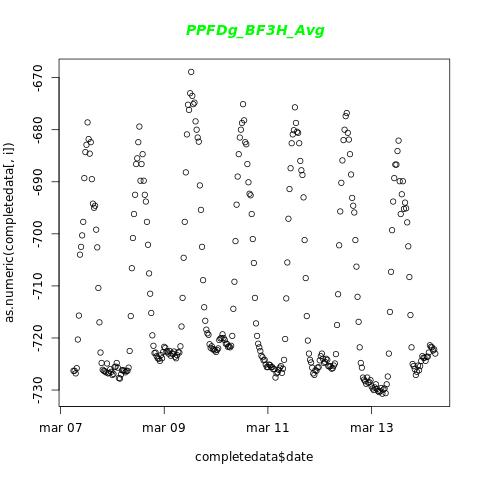 PPFDg_BF3H_Avg
as.numeric(completedata[, i])
-670
-680
-690
-700
-710
-720
-730
mar 07
mar 09
mar 11
mar 13
completedata$date